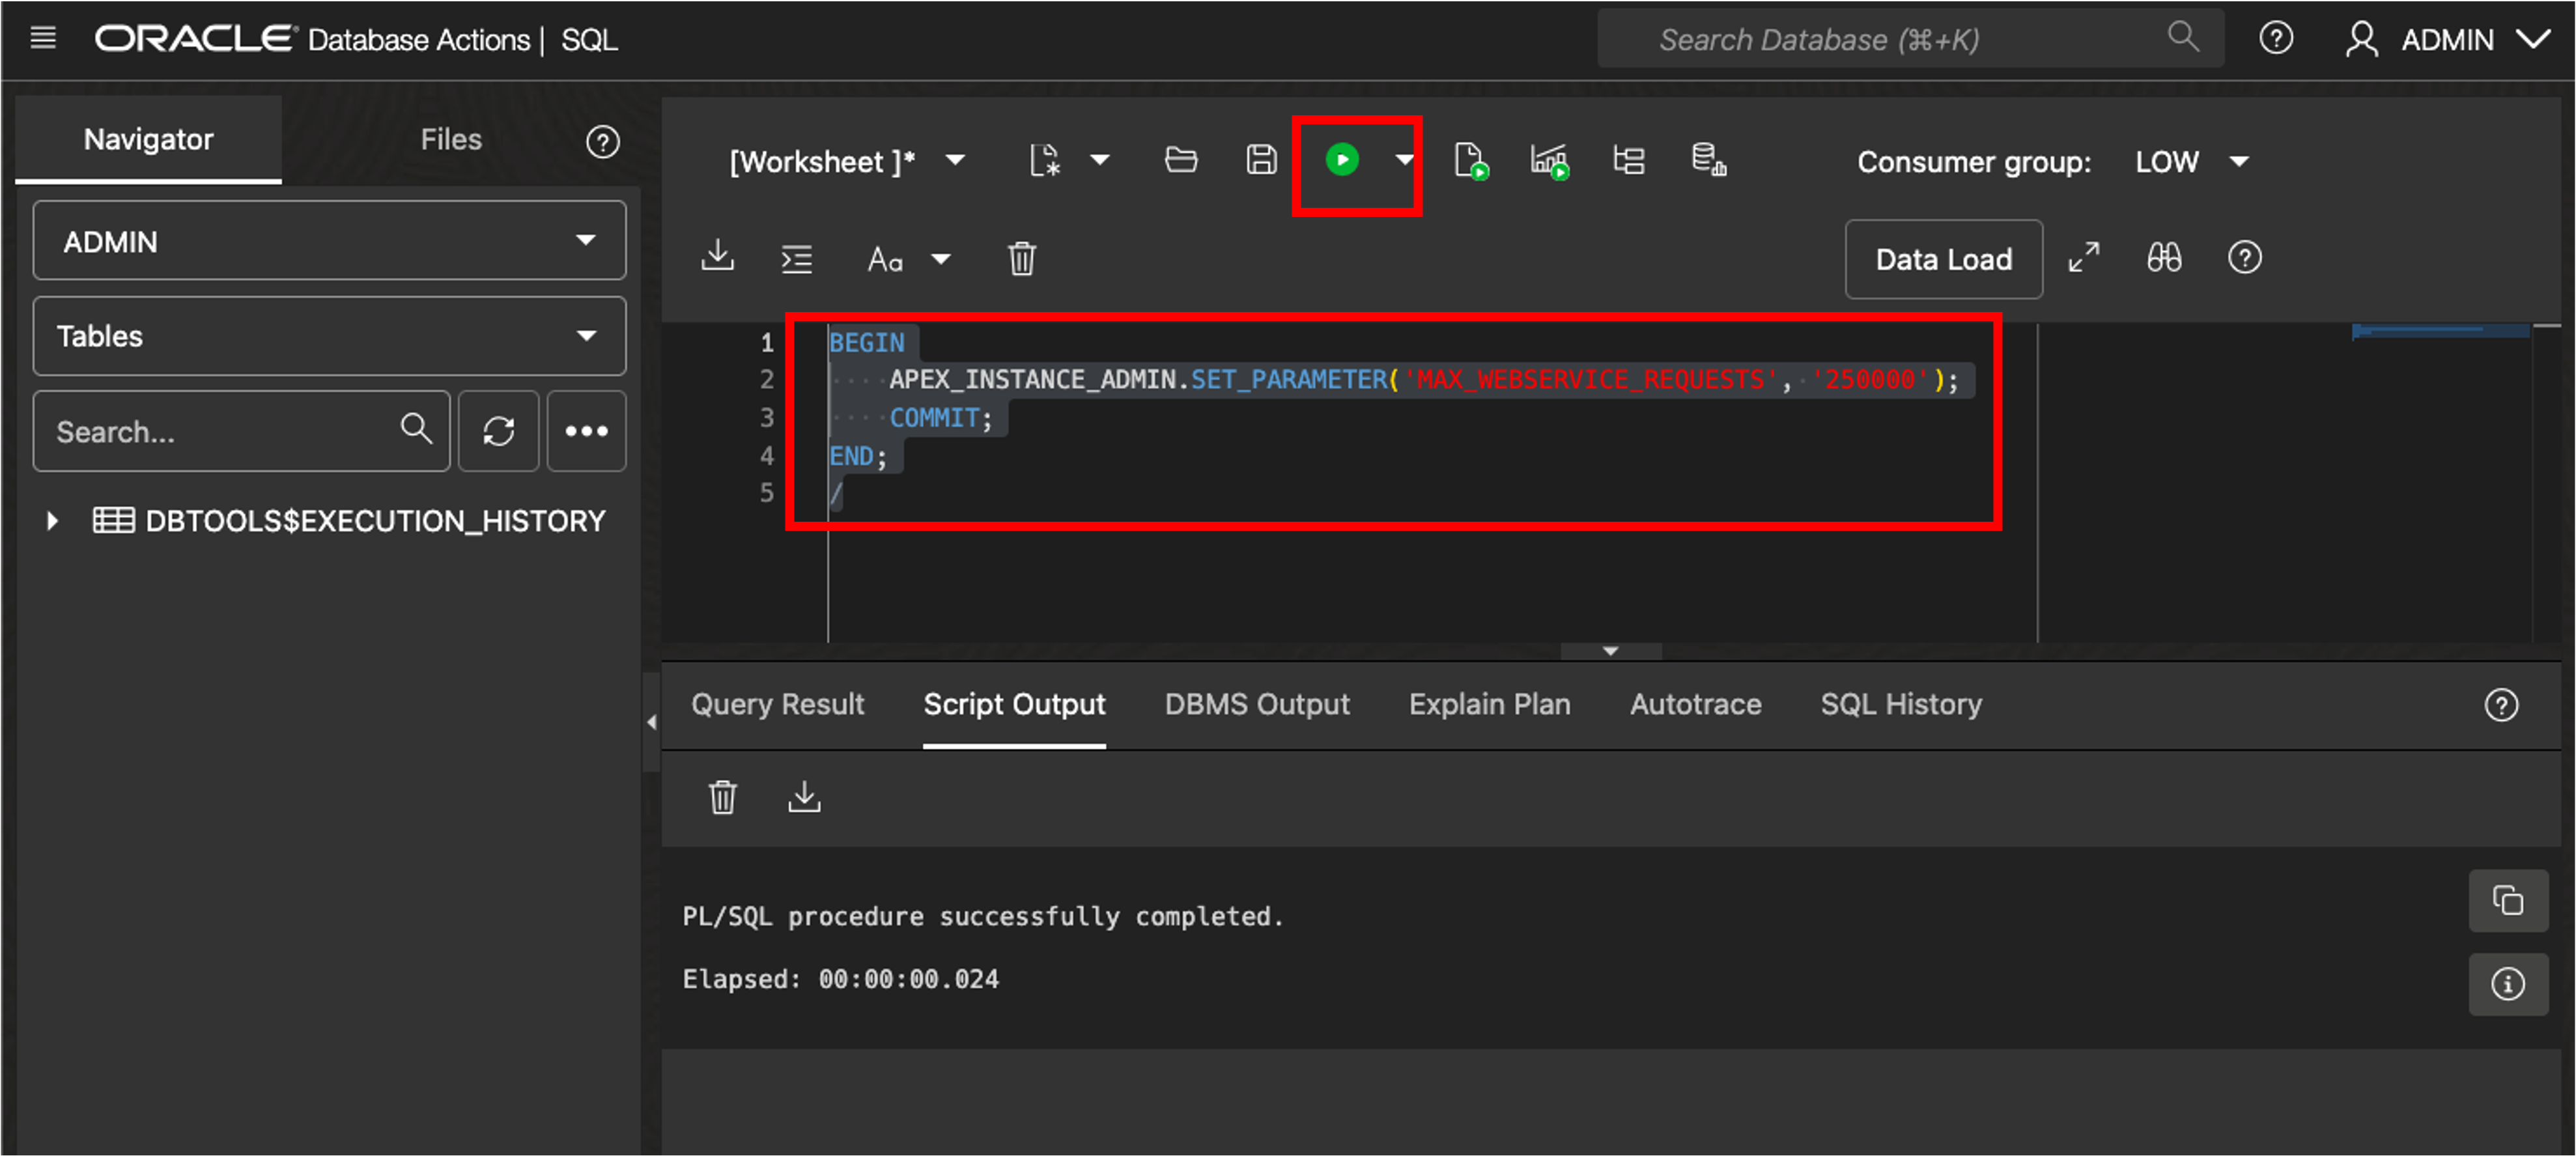 ORACLE Database Actions | SQL
Search Database (⌘+K)
ADMIN
Navigator
Files
ADMIN
Tables
Search...
DBTOOLS$EXECUTION_HISTORY
[Worksheet ]*
Consumer group: LOW
Aa
Data Load
1 BEGIN
2 APEX_INSTANCE_ADMIN.SET_PARAMETER('MAX_WEBSERVICE_REQUESTS', '250000');
3 COMMIT;
4 END;
5 /
Query Result
Script Output
DBMS Output
Explain Plan
Autotrace
SQL History
PL/SQL procedure successfully completed.
Elapsed: 00:00:00.024